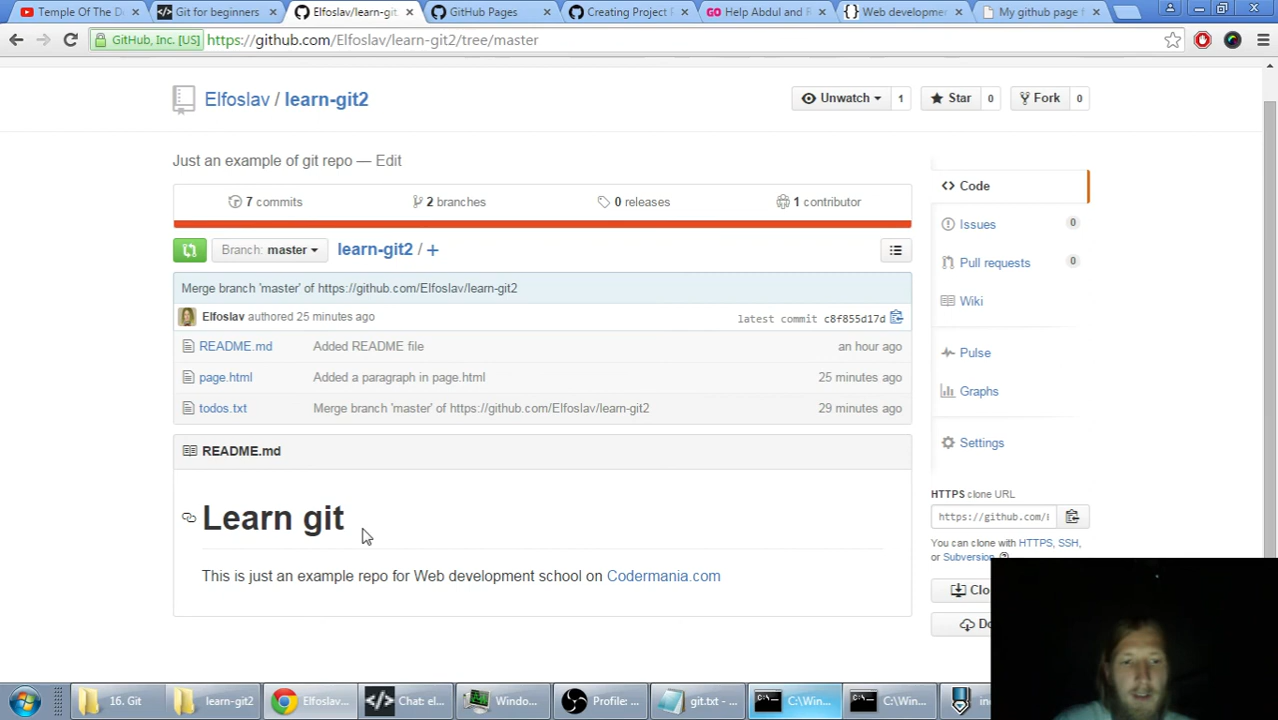 Temple Of The D
Git for beginners
Elfoslav/learn-git
GitHub Pages
Creating Project
Help Abdul and R
Web developmen
My github page
GitHub, Inc. [US]
https://github.com/Elfoslav/learn-git2/tree/master
Elfoslav / learn-git2
Unwatch 1
Star 0
Fork 0
Just an example of git repo — Edit
7 commits
2 branches
0 releases
1 contributor
Branch: master
learn-git2 / +
Merge branch 'master' of https://github.com/Elfoslav/learn-git2
Elfoslav authored 25 minutes ago
latest commit c8f855d17d
README.md Added README file an hour ago
page.html Added a paragraph in page.html 25 minutes ago
todos.txt Merge branch 'master' of https://github.com/Elfoslav/learn-git2 29 minutes ago
README.md
Learn git
This is just an example repo for Web development school on Codermania.com
Code
Issues 0
Pull requests 0
Wiki
Pulse
Graphs
Settings
HTTPS clone URL
https://github.com/
You can clone with HTTPS, SSH,
or Subversion.
Clo
Do
16. Git
learn-git2
Elfoslav...
Chat: el...
Windo...
Profile: ...
git.txt - ...
C:\Win...
C:\Win...